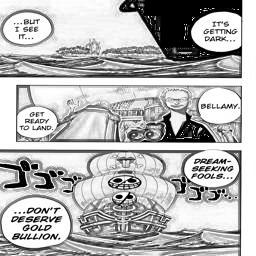 IT'S
GETTING
DARK...
...BUT
I SEE
IT...
BELLAMY.
GET
READY
TO LAND.
DREAM-
SEEKING
FOOLS...
ゴゴゴ
ゴゴゴ
...DON'T
DESERVE
GOLD
BULLION.